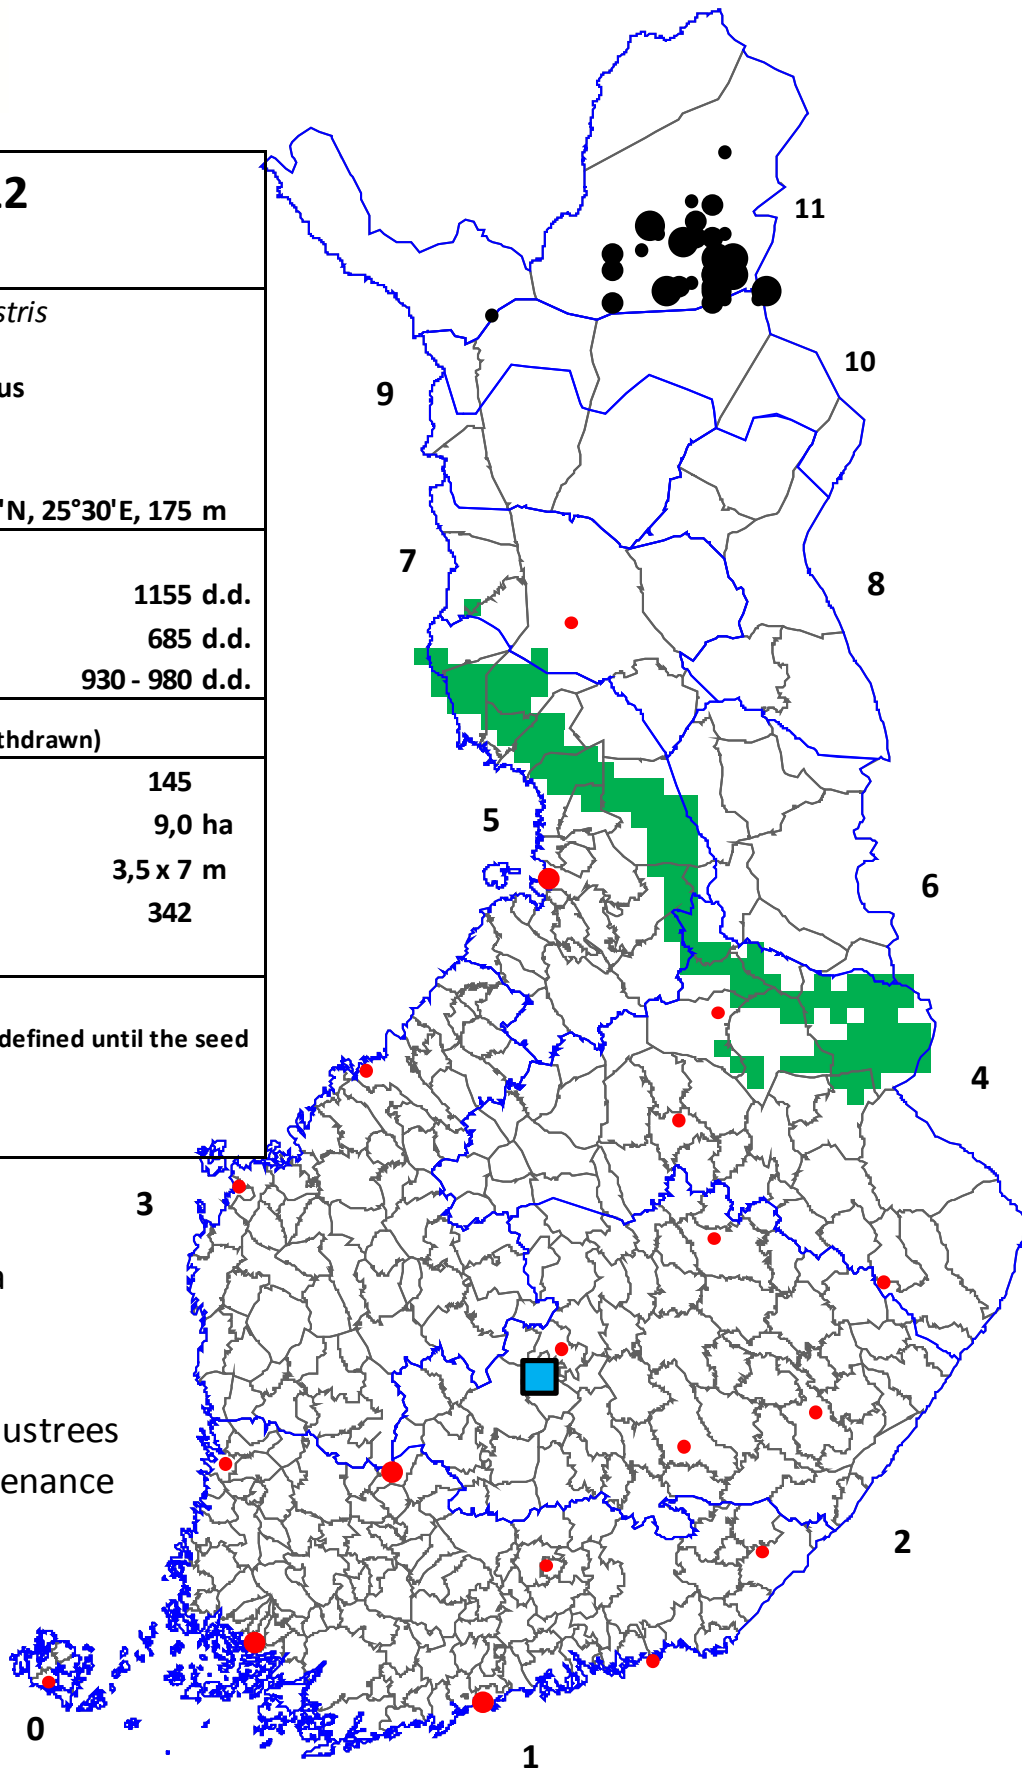 .2
stris
us
'N, 25°30'E, 175 m
1155 d.d.
685 d.d.
930 - 980 d.d.
thdrawn)
145
9,0 ha
3,5 x 7 m
342
defined until the seed
ustrees
enance
11
10
9
8
7
6
5
4
3
2
1
0